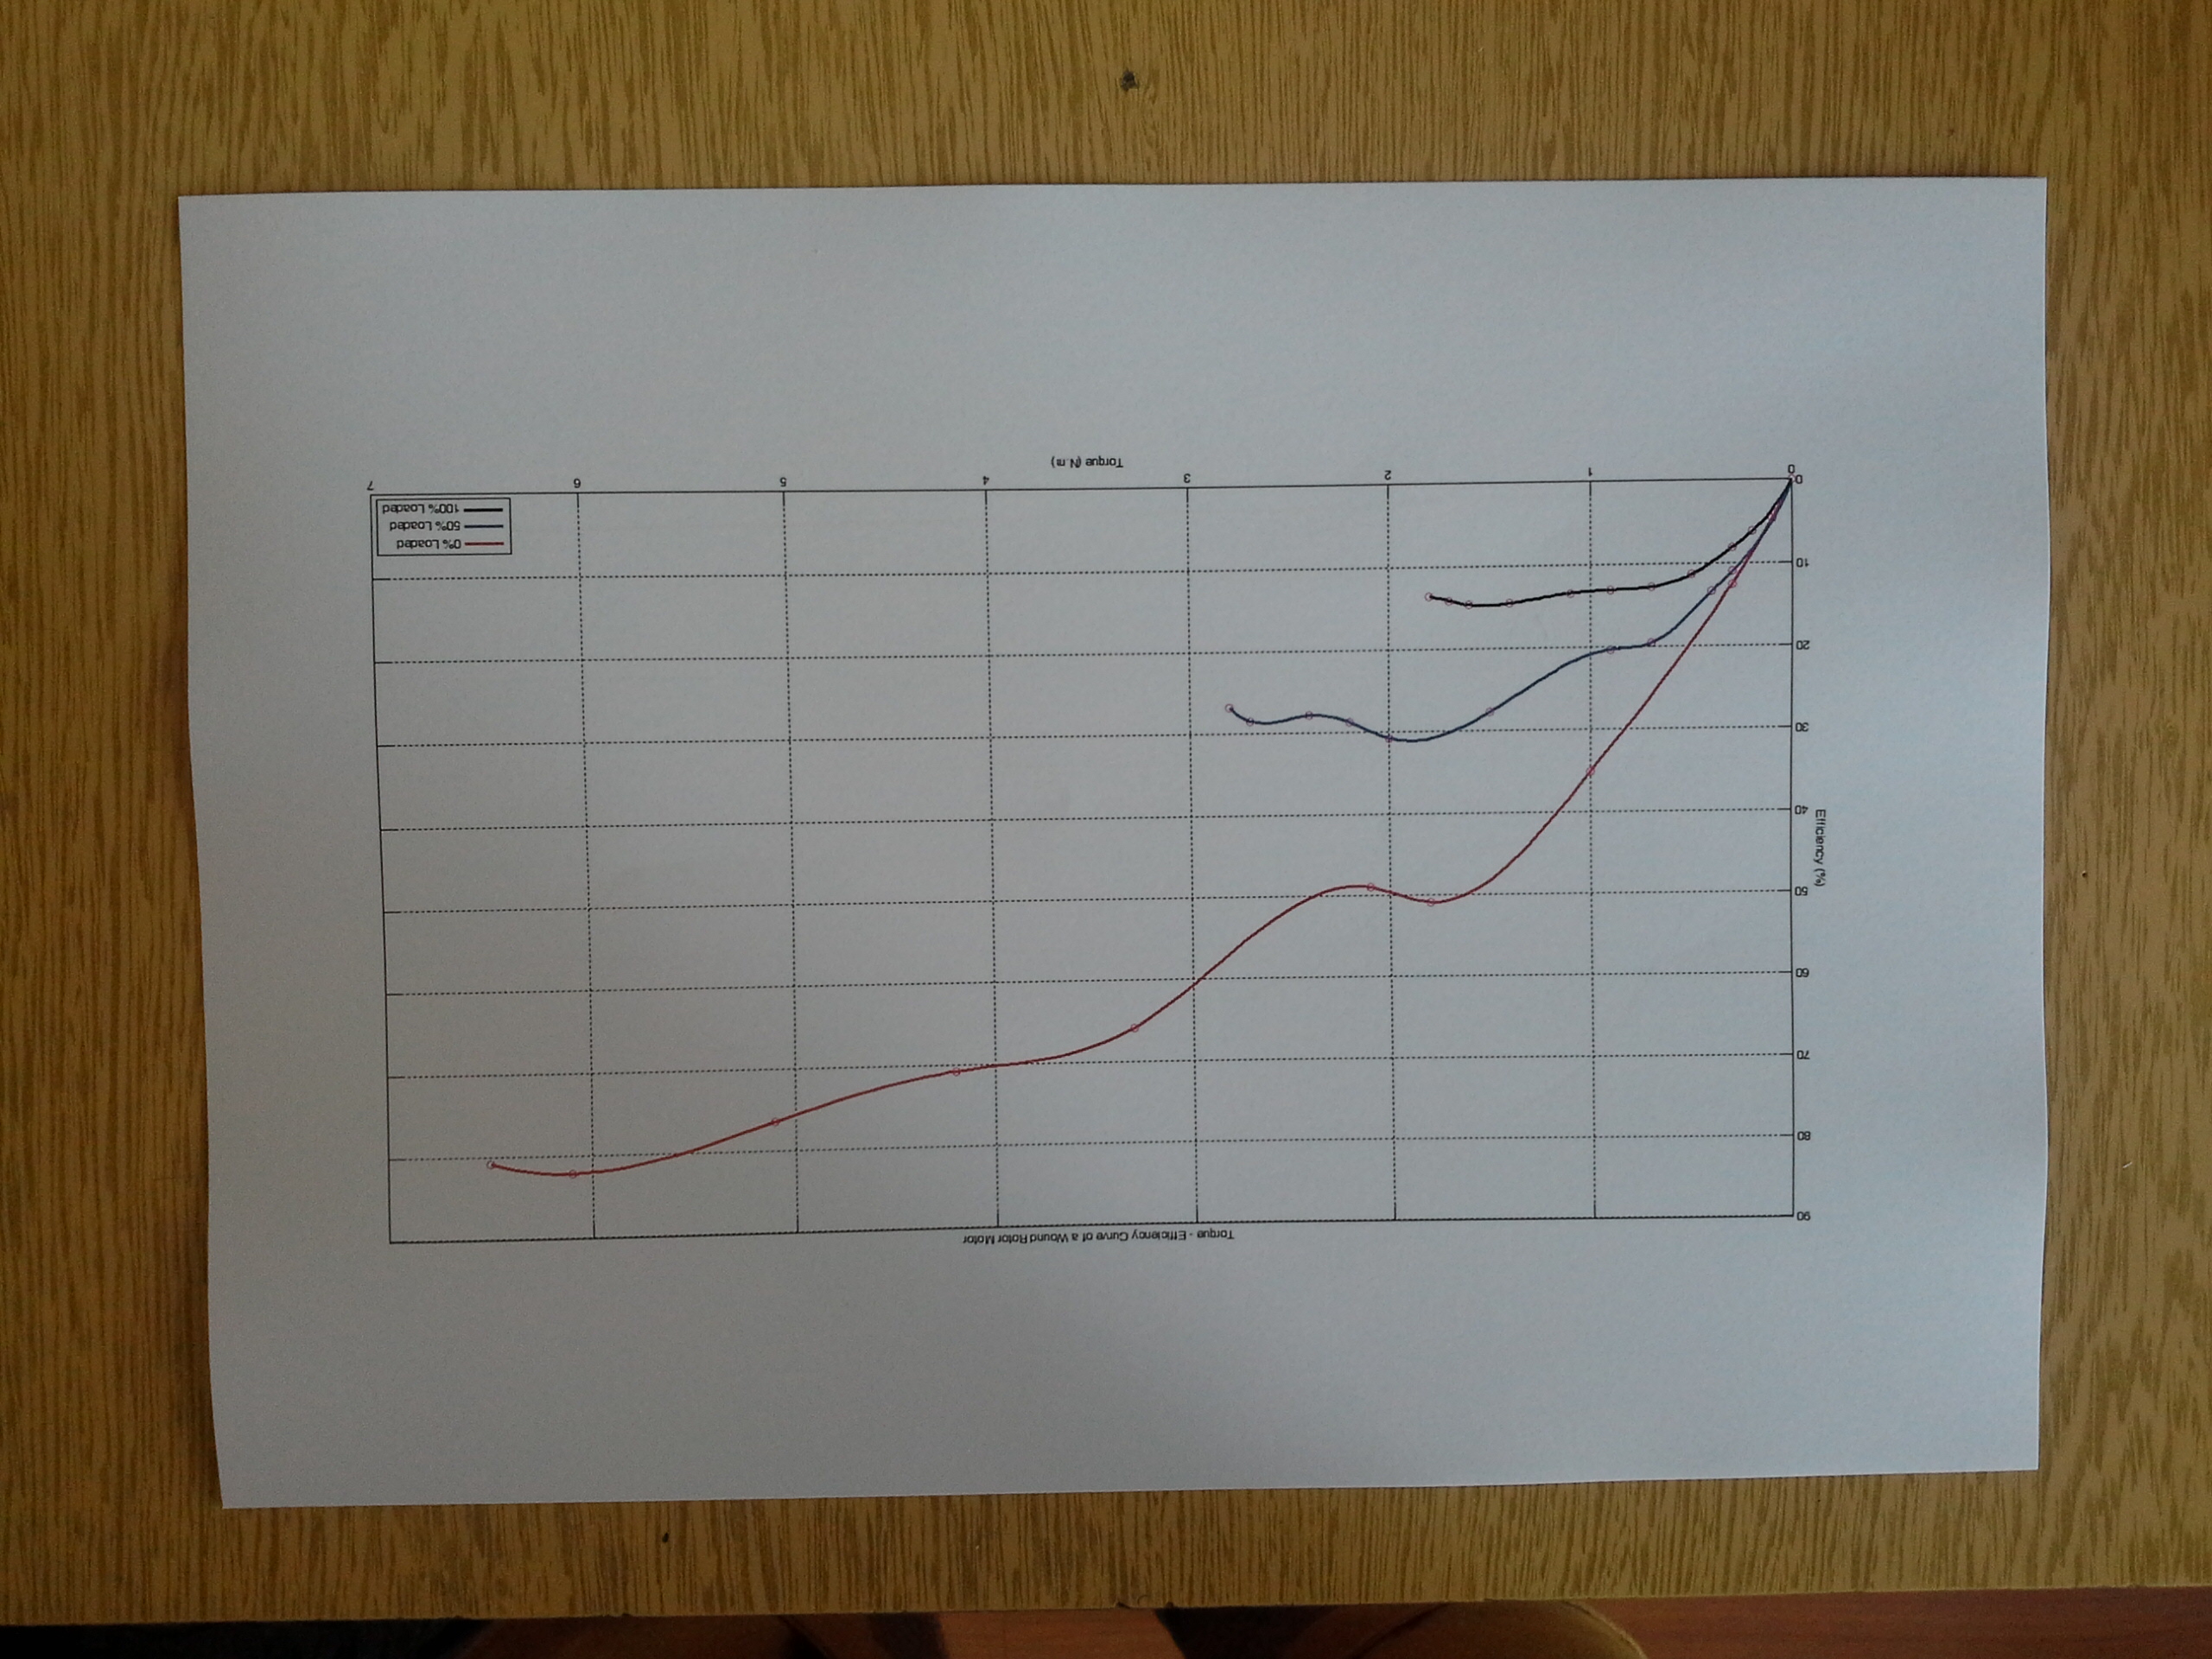 Torque - Efficiency Curve of a Wound Rotor Motor
Efficiency (%)
90
80
70
60
50
40
30
20
10
0
0 1 2 3 4 5 6 7
Torque (N.m)
0% Loaded
50% Loaded
100% Loaded